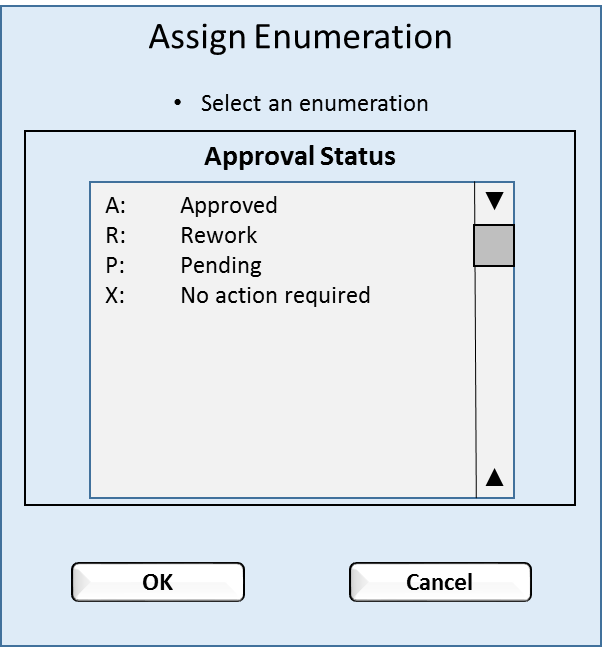 Assign Enumeration
• Select an enumeration
Approval Status
A: Approved
R: Rework
P: Pending
X: No action required
OK
Cancel